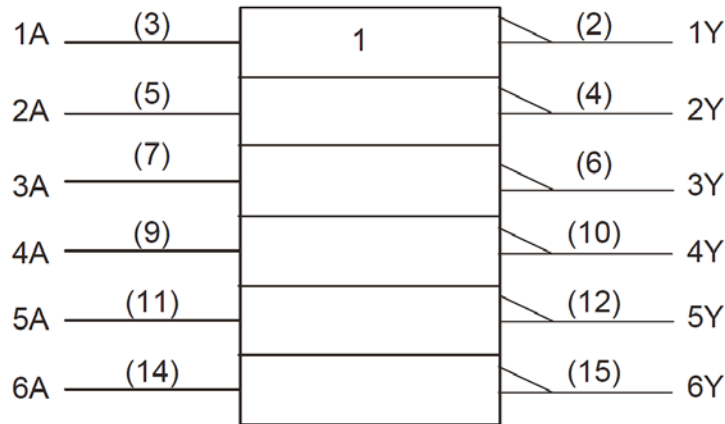 1A (3) 1 (2) 1Y
2A (5) (4) 2Y
3A (7) (6) 3Y
4A (9) (10) 4Y
5A (11) (12) 5Y
6A (14) (15) 6Y